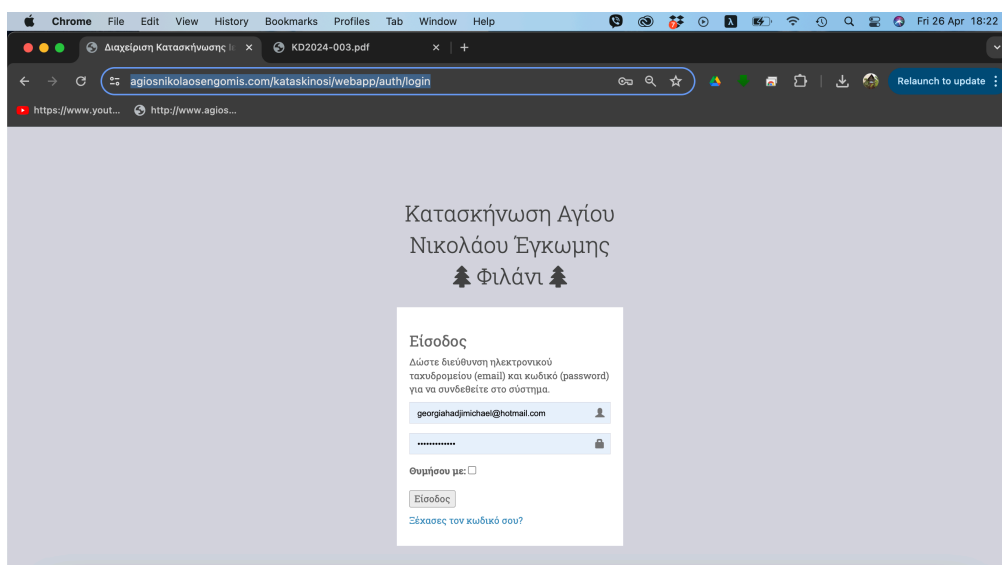 Chrome File Edit View History Bookmarks Profiles Tab Window Help Fri 26 Apr 18:22
Διαχείριση Κατασκήνωσης KD2024-003.pdf
agiosnikolaosengomis.com/kataskinosi/webapp/auth/login Relaunch to update
https://www.yout... http://www.agios...
Κατασκήνωση Αγίου
Νικολάου Έγκωμης
Φιλάνι
Είσοδος
Δώστε διεύθυνση ηλεκτρονικού
ταχυδρομείου (email) και κωδικό (password)
για να συνδεθείτε στο σύστημα.
georgiahadjimichael@hotmail.com
•••••••••••••
Θυμήσου με:
Είσοδος
Ξέχασες τον κωδικό σου?